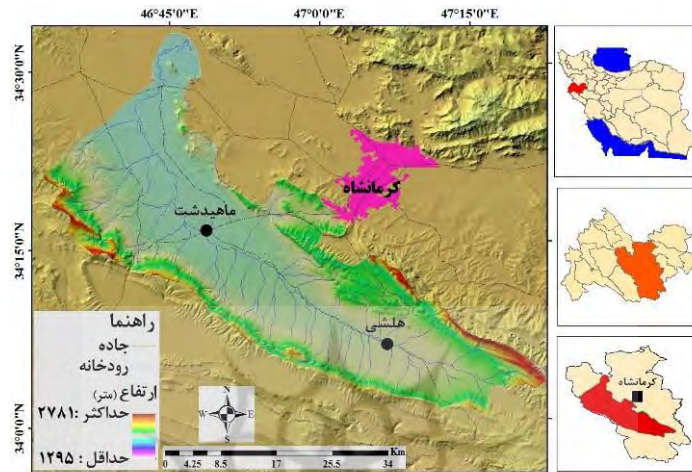 46°45'0"E 47°0'0"E 47°15'0"E
34°30'0"N
34°15'0"N
34°0'0"N
کرمانشاه
ماهیدشت
هلشی
راهنما
جاده
رودخانه
ارتفاع (متر)
حداکثر: ۲۷۸۱
حداقل: ۱۲۹۵
N
W E
S
Km
0 4.25 8.5 17 25.5 34
کرمانشاه